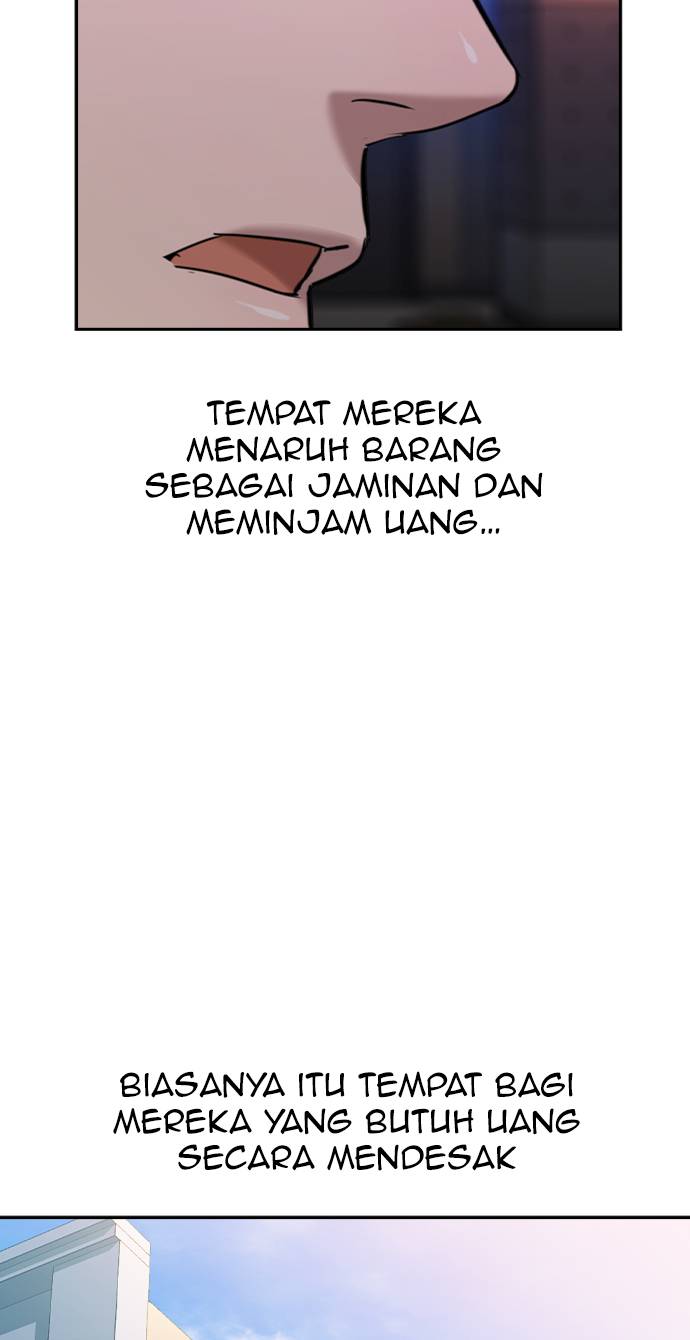 TEMPAT MEREKA
MENARUH BARANG
SEBAGAI JAMINAN DAN
MEMINJAM UANG...
BIASANYA ITU TEMPAT BAGI
MEREKA YANG BUTUH UANG
SECARA MENDESAK